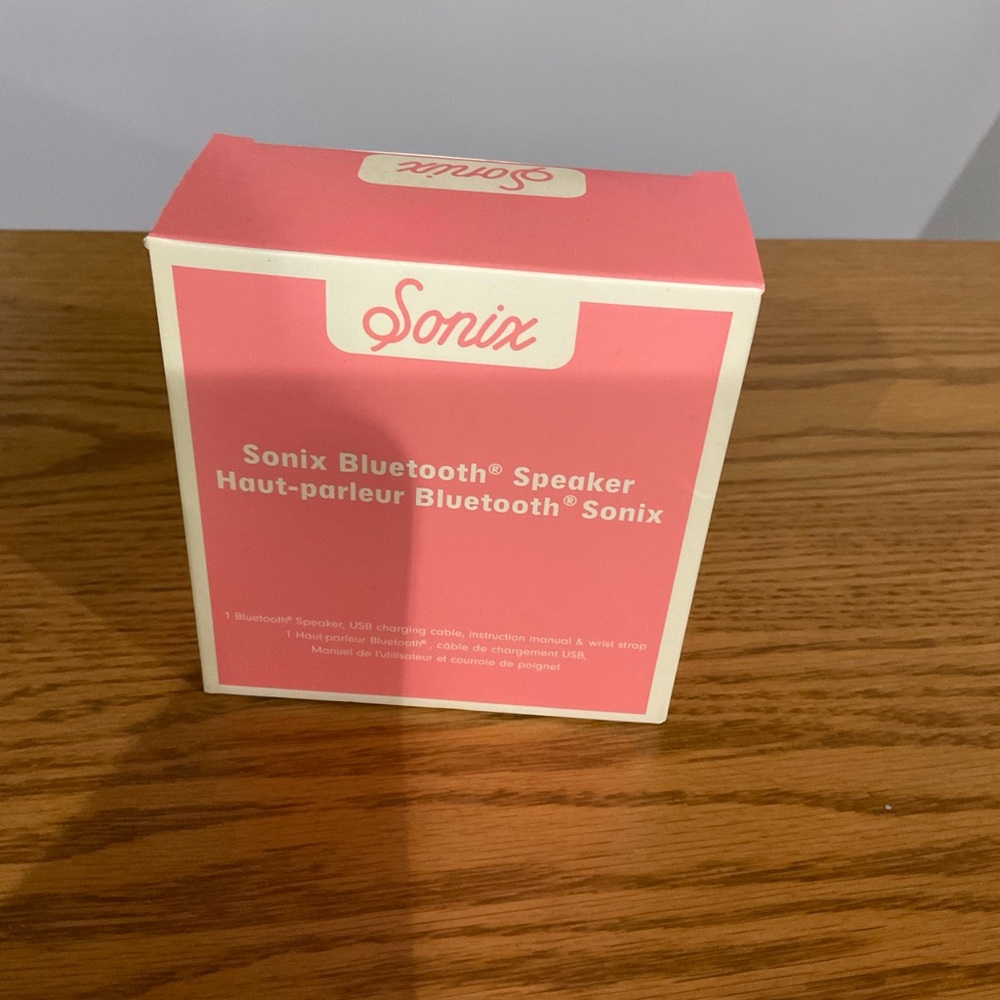 Sonix
Sonix
Sonix Bluetooth® Speaker
Haut-parleur Bluetooth® Sonix
1 Bluetooth® Speaker, USB charging cable, instruction manual & wrist strap
1 Haut-parleur Bluetooth® , câble de chargement USB,
Manuel de l'utilisateur et courroie de poignet